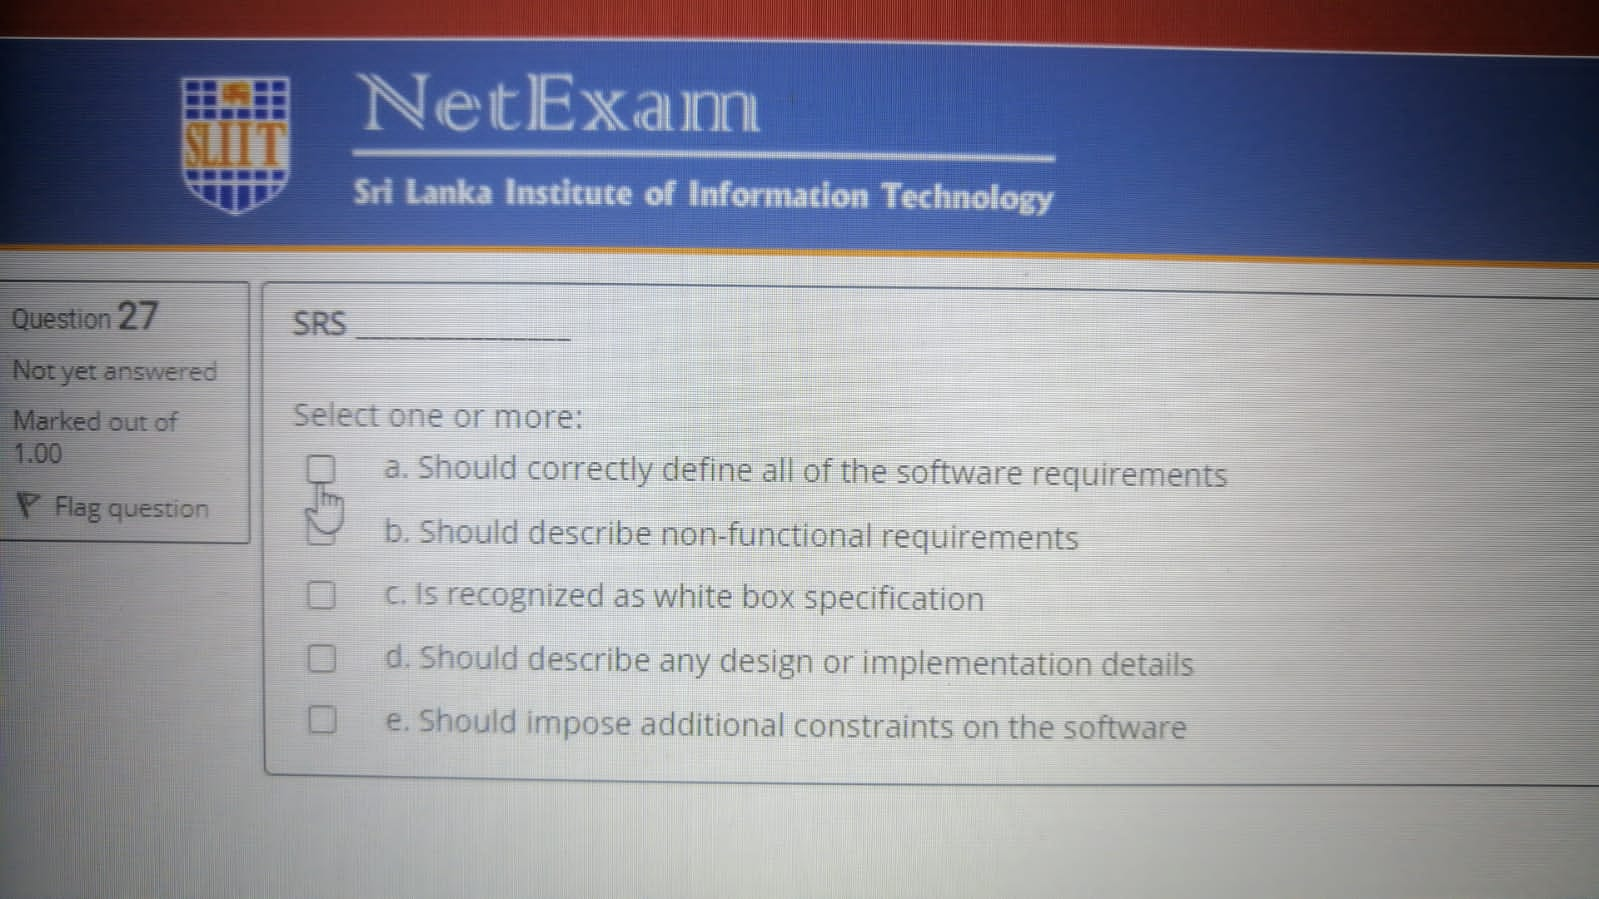 SLIIT
NetExam
Sri Lanka Institute of Information Technology
Question 27
Not yet answered
Marked out of
1.00
Flag question
SRS _______________
Select one or more:
a. Should correctly define all of the software requirements
b. Should describe non-functional requirements
c. Is recognized as white box specification
d. Should describe any design or implementation details
e. Should impose additional constraints on the software